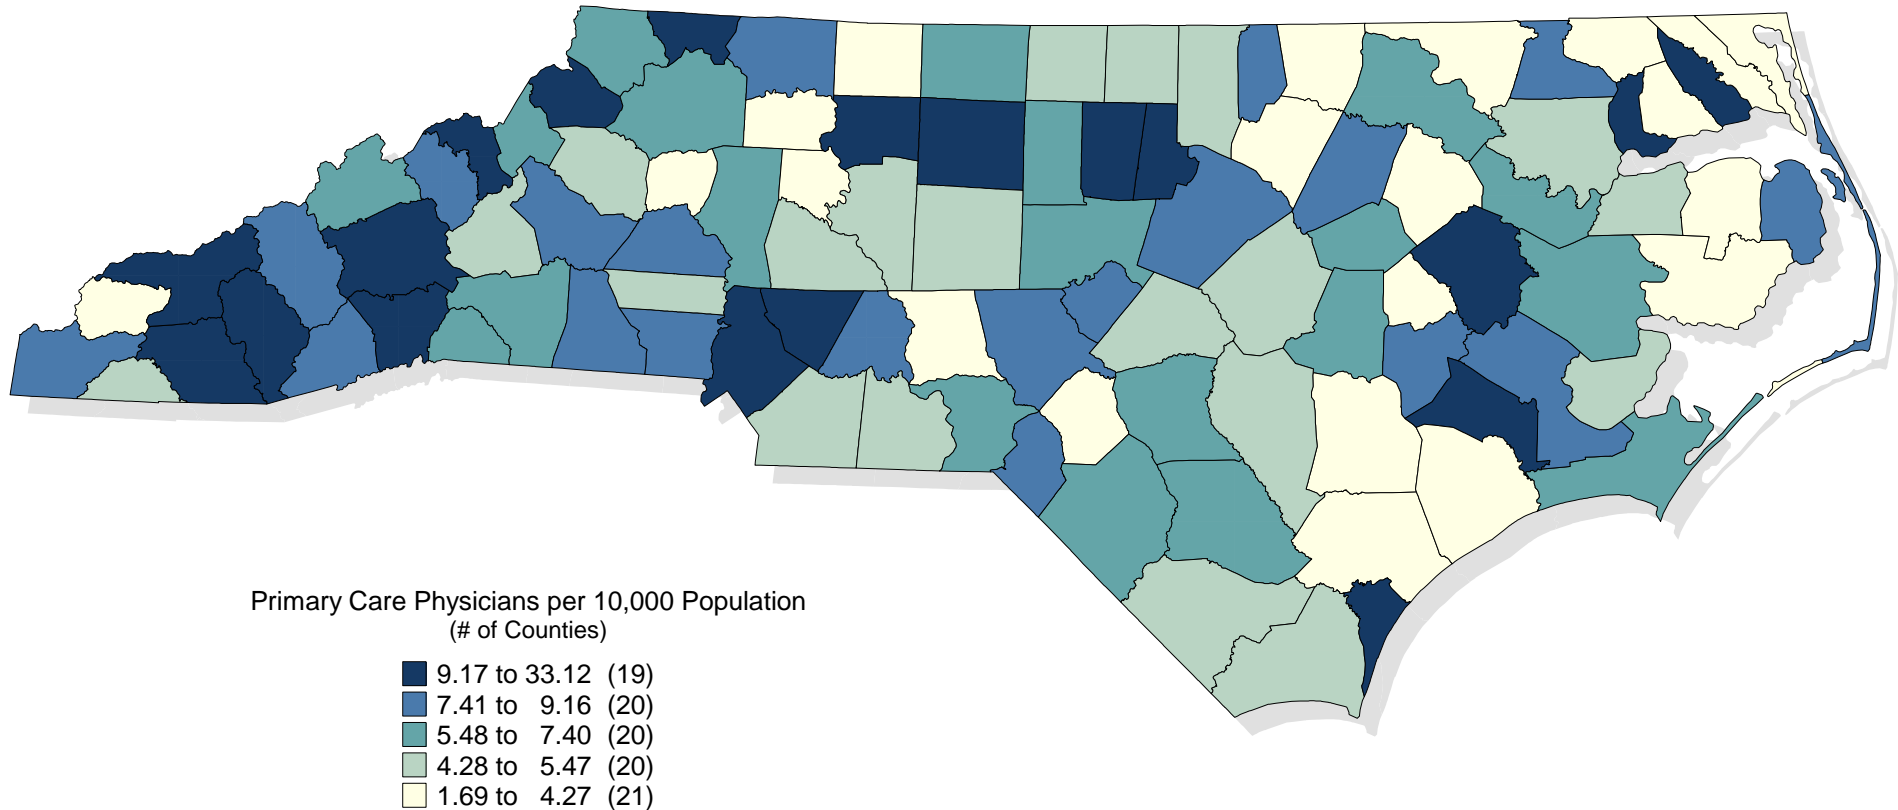 Primary Care Physicians per 10,000 Population
(# of Counties)
9.17 to 33.12 (19)
7.41 to 9.16 (20)
5.48 to 7.40 (20)
4.28 to 5.47 (20)
1.69 to 4.27 (21)